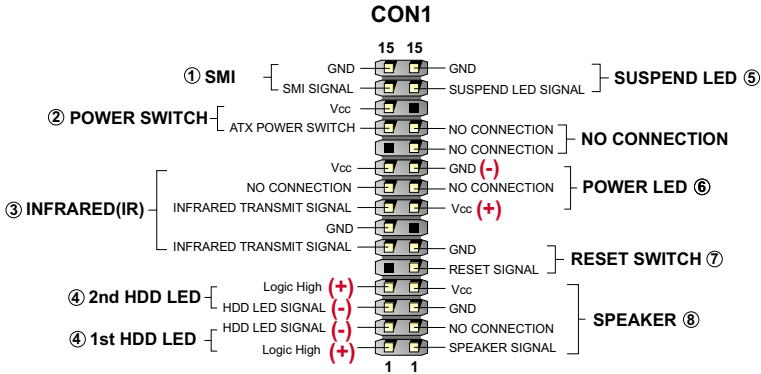 CON1
15 15
GND
SMI SIGNAL
① SMI
Vcc
ATX POWER SWITCH
② POWER SWITCH
Vcc
NO CONNECTION
INFRARED TRANSMIT SIGNAL
GND
INFRARED TRANSMIT SIGNAL
③ INFRARED(IR)
Logic High (+)
HDD LED SIGNAL (-)
④ 2nd HDD LED
HDD LED SIGNAL (-)
Logic High (+)
④ 1st HDD LED
GND
SUSPEND LED SIGNAL
SUSPEND LED ⑤
NO CONNECTION
NO CONNECTION
NO CONNECTION
GND (-)
NO CONNECTION
Vcc (+)
POWER LED ⑥
GND
RESET SIGNAL
RESET SWITCH ⑦
Vcc
GND
NO CONNECTION
SPEAKER SIGNAL
SPEAKER ⑧
1 1